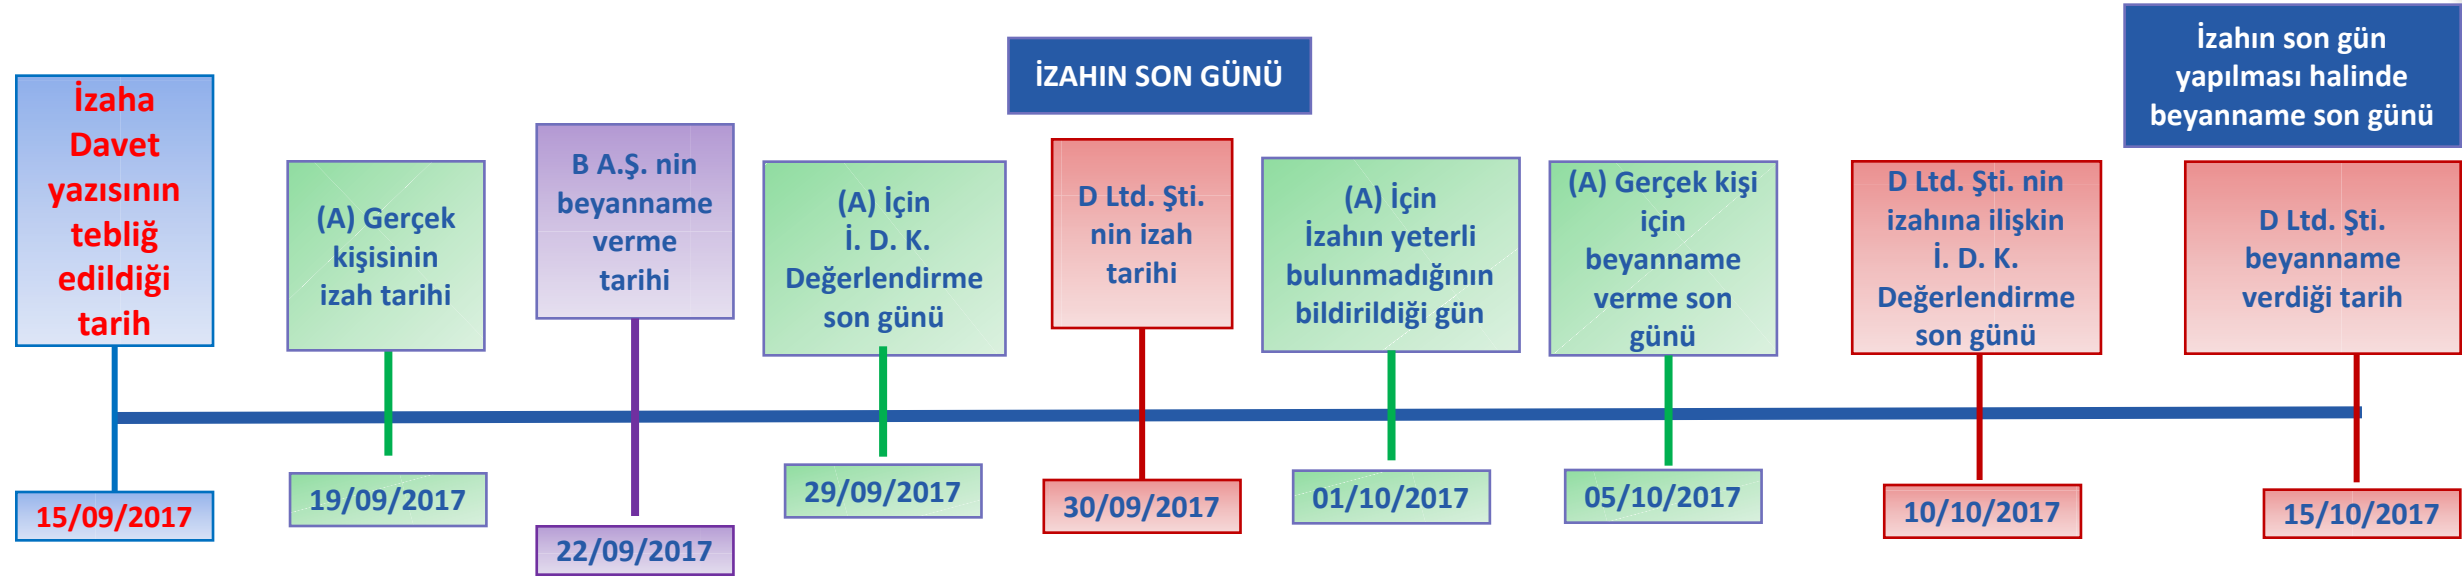 İzaha
Davet
yazısının
tebliğ
edildiği
tarih
15/09/2017
(A) Gerçek
kişisinin
izah tarihi
19/09/2017
B A.Ş. nin
beyanname
verme
tarihi
22/09/2017
(A) İçin
İ. D. K.
Değerlendirme
son günü
29/09/2017
İZAHIN SON GÜNÜ
D Ltd. Şti.
nin izah
tarihi
30/09/2017
(A) İçin
İzahın yeterli
bulunmadığının
bildirildiği gün
01/10/2017
(A) Gerçek kişi
için
beyanname
verme son
günü
05/10/2017
D Ltd. Şti. nin
izahına ilişkin
İ. D. K.
Değerlendirme
son günü
10/10/2017
İzahın son gün
yapılması halinde
beyanname son günü
D Ltd. Şti.
beyanname
verdiği tarih
15/10/2017